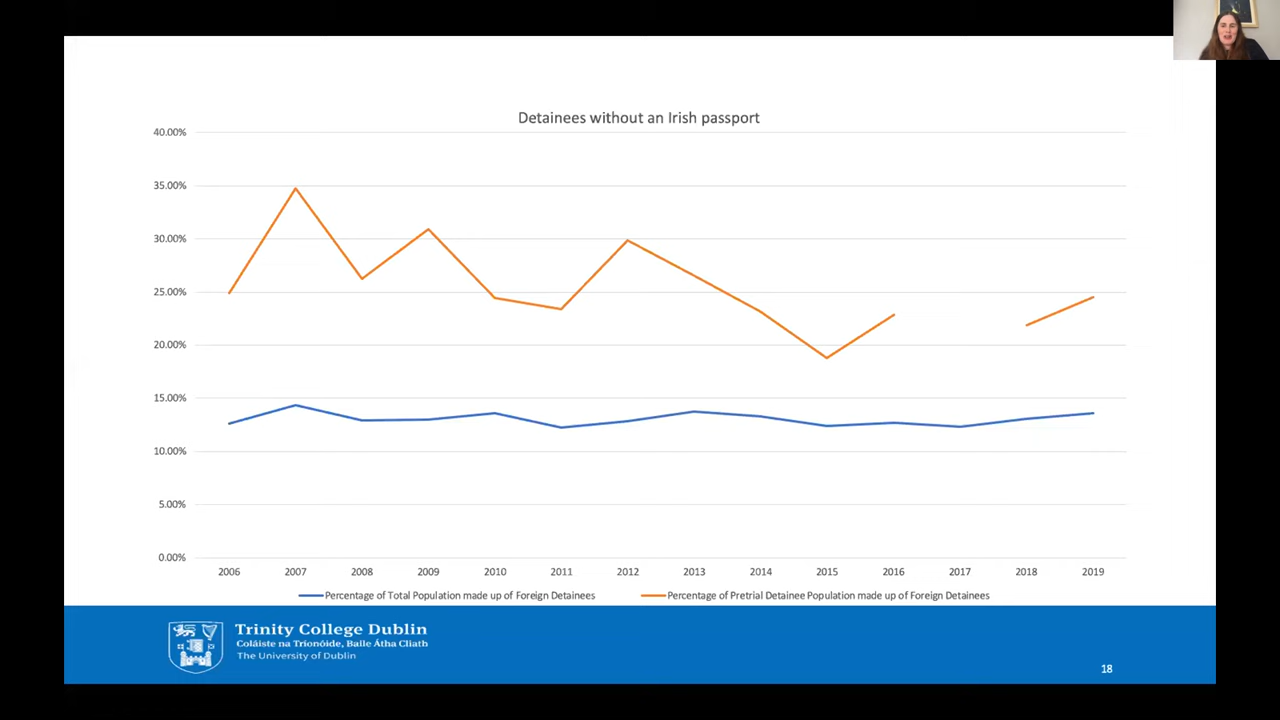 Detainees without an Irish passport
40.00%
35.00%
30.00%
25.00%
20.00%
15.00%
10.00%
5.00%
0.00%
2006 2007 2008 2009 2010 2011 2012 2013 2014 2015 2016 2017 2018 2019
Percentage of Total Population made up of Foreign Detainees Percentage of Pretrial Detainee Population made up of Foreign Detainees
Trinity College Dublin
Coláiste na Tríonóide, Baile Átha Cliath
The University of Dublin
18